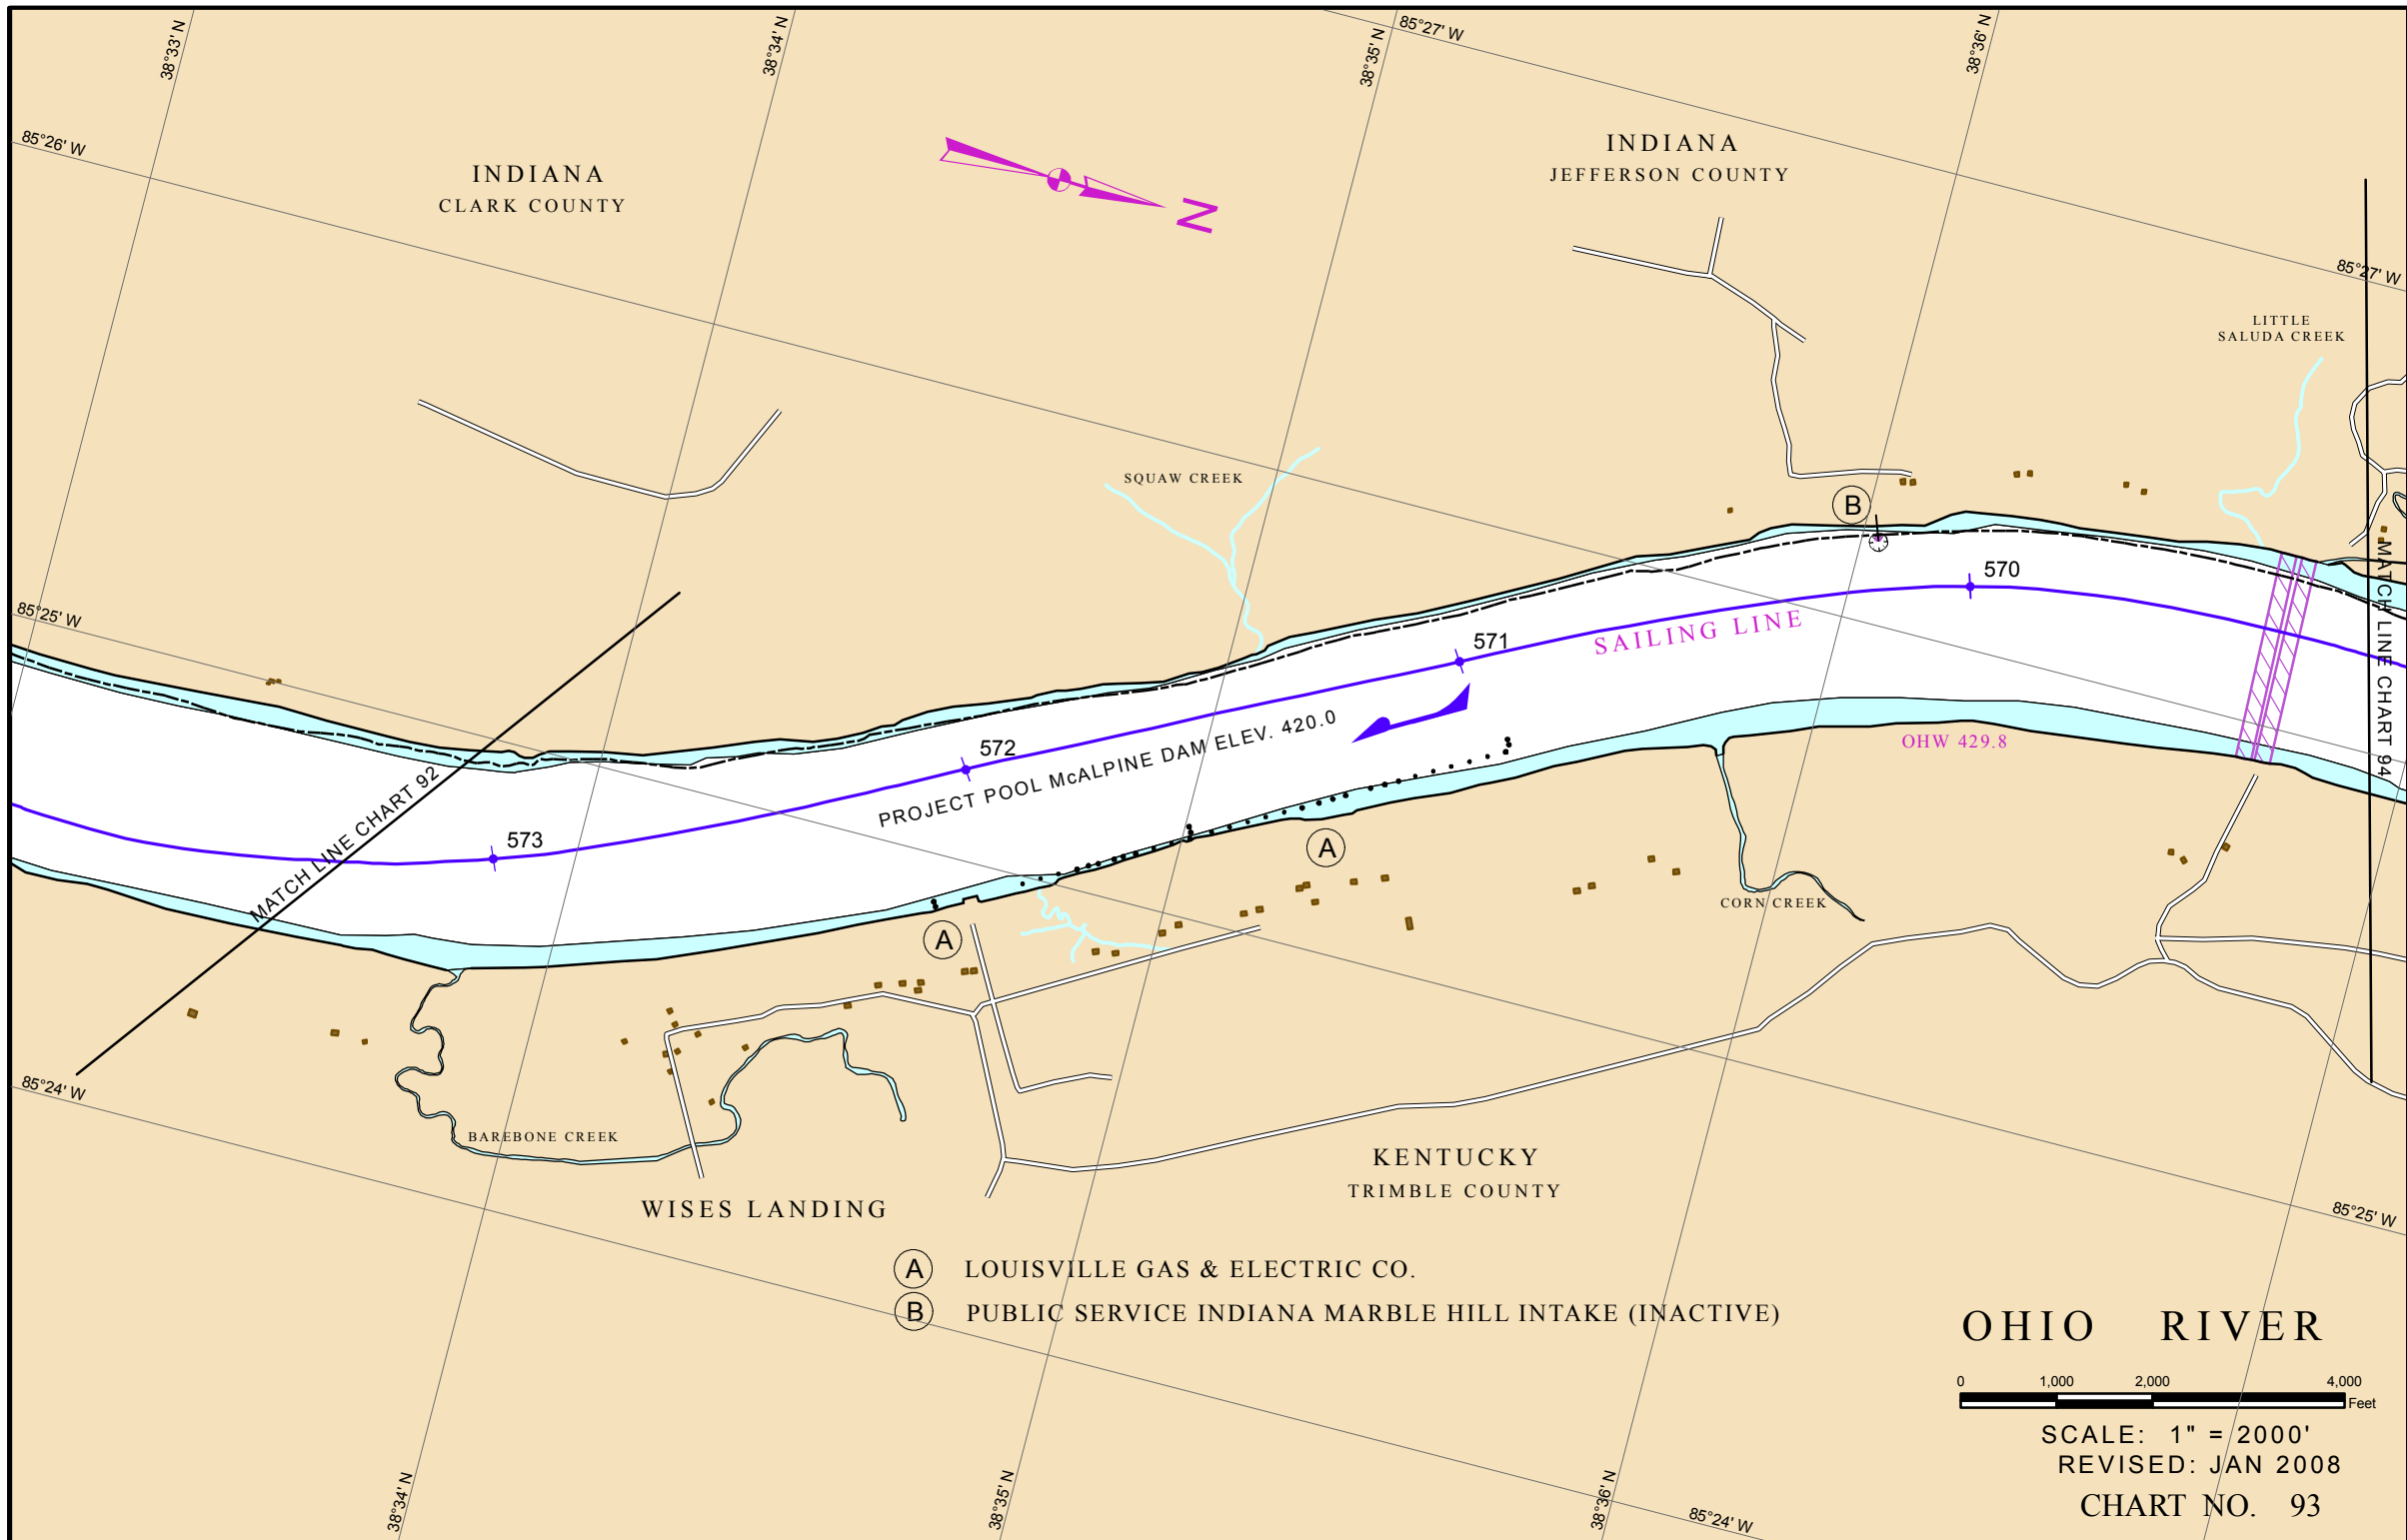 38°33' N
38°34' N
38°35' N
85°27' W
38°36' N
85°26' W
INDIANA
CLARK COUNTY
N
INDIANA
JEFFERSON COUNTY
85°27' W
LITTLE
SALUDA CREEK
SQUAW CREEK
B
570
85°25' W
571
SAILING LINE
MATCH LINE CHART 94
572
PROJECT POOL McALPINE DAM ELEV. 420.0
OHW 429.8
573
MATCH LINE CHART 92
A
A
CORN CREEK
85°24' W
BAREBONE CREEK
KENTUCKY
TRIMBLE COUNTY
WISES LANDING
85°25' W
A LOUISVILLE GAS & ELECTRIC CO.
B PUBLIC SERVICE INDIANA MARBLE HILL INTAKE (INACTIVE)
OHIO RIVER
0 1,000 2,000 4,000
Feet
SCALE: 1" = 2000'
REVISED: JAN 2008
CHART NO. 93
38°34' N
38°35' N
38°36' N
85°24' W